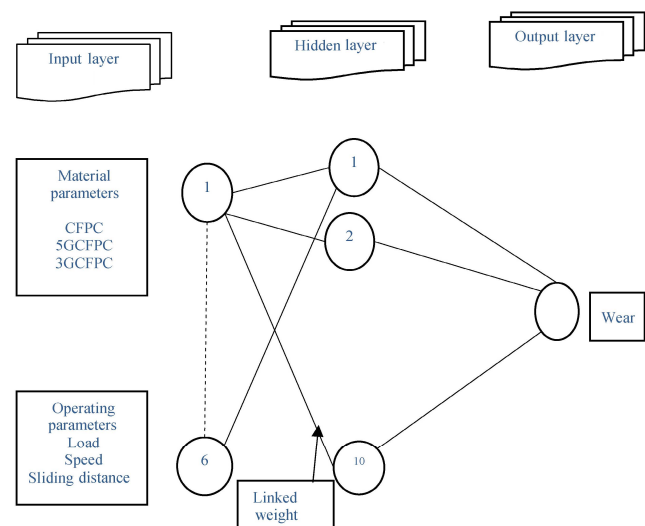 Input layer
Hidden layer
Output layer
Material
parameters
CFPC
5GCFPC
3GCFPC
1
1
2
Wear
Operating
parameters
Load
Speed
Sliding distance
6
10
Linked
weight